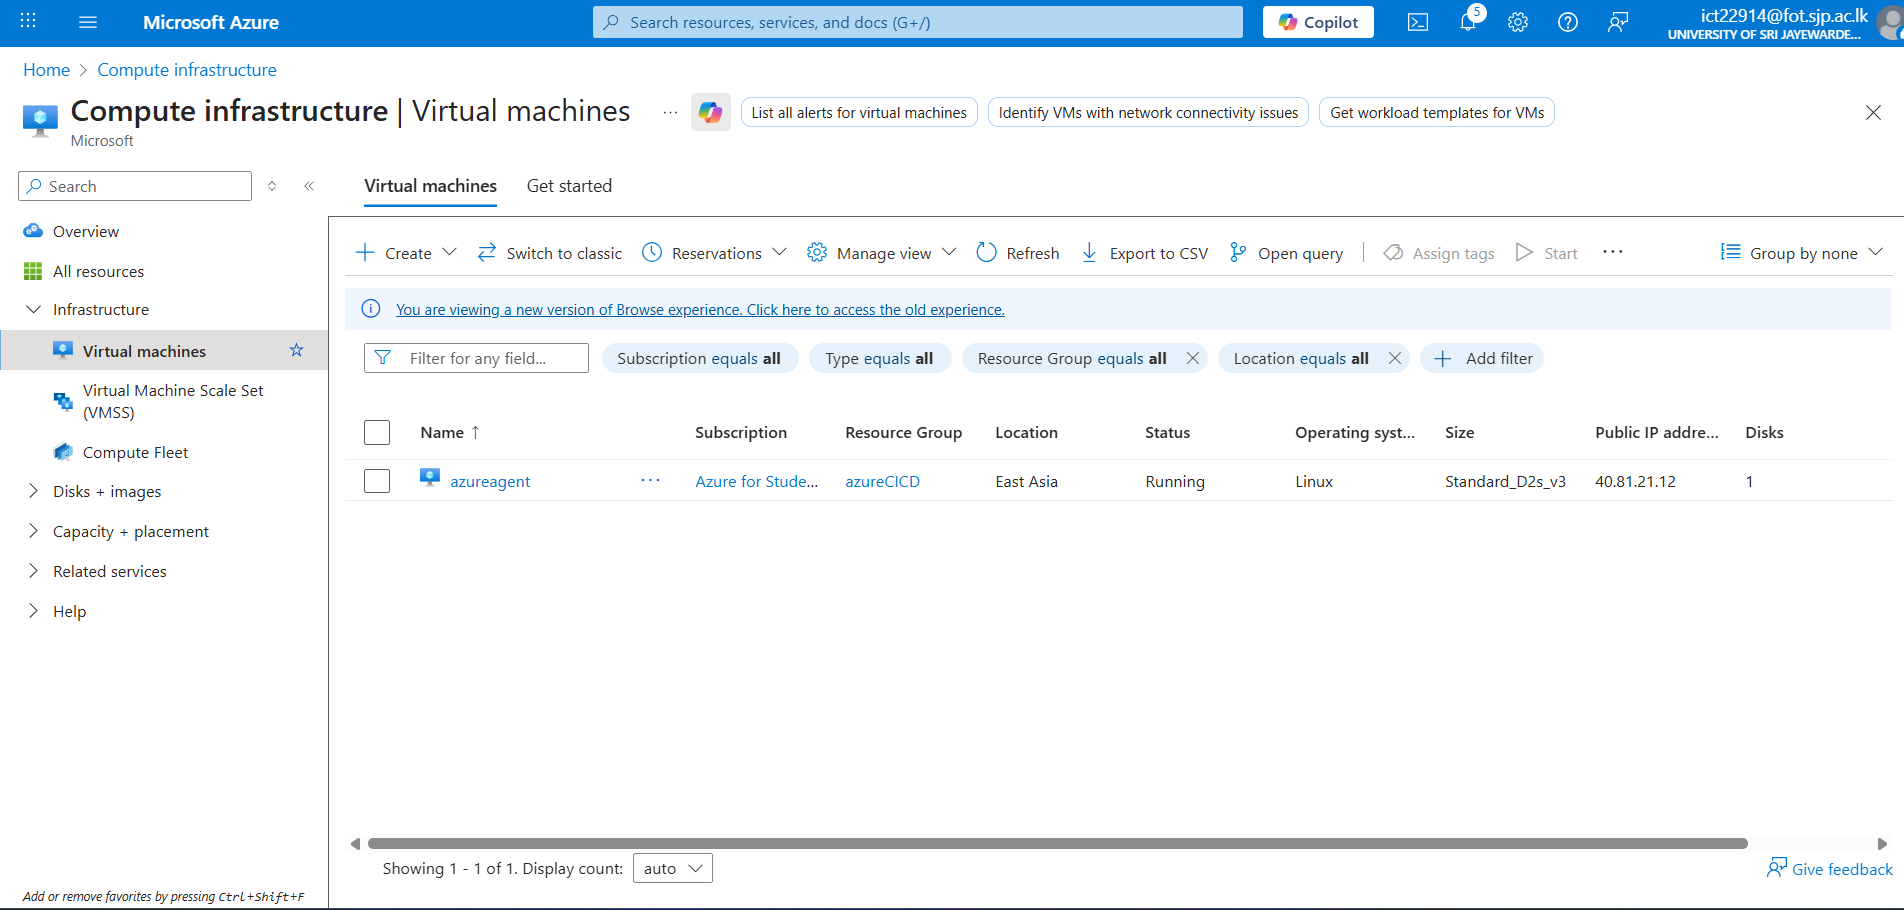 Microsoft Azure
Search resources, services, and docs (G+/)
Copilot
5
ict22914@fot.sjp.ac.lk
UNIVERSITY OF SRI JAYEWARDE...
Home > Compute infrastructure
Compute infrastructure | Virtual machines
...
List all alerts for virtual machines
Identify VMs with network connectivity issues
Get workload templates for VMs
Microsoft
Search
Overview
All resources
Infrastructure
Virtual machines
Virtual Machine Scale Set
(VMSS)
Compute Fleet
Disks + images
Capacity + placement
Related services
Help
Add or remove favorites by pressing Ctrl+Shift+F
Virtual machines Get started
Create Switch to classic Reservations Manage view Refresh Export to CSV Open query Assign tags Start ... Group by none
You are viewing a new version of Browse experience. Click here to access the old experience.
Filter for any field... Subscription equals all Type equals all Resource Group equals all Location equals all Add filter
Name ↑ Subscription Resource Group Location Status Operating syst... Size Public IP addre... Disks
azureagent ... Azure for Stude... azureCICD East Asia Running Linux Standard_D2s_v3 40.81.21.12 1
Showing 1 - 1 of 1. Display count: auto
Give feedback